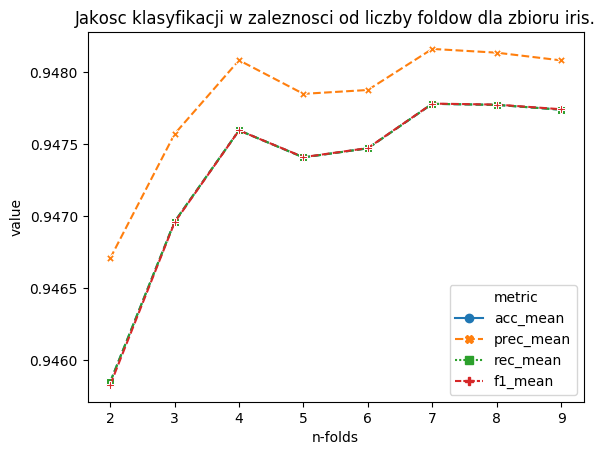 Jakosc klasyfikacji w zaleznosci od liczby foldow dla zbioru iris.
value
0.9480
0.9475
0.9470
0.9465
0.9460
metric
acc_mean
prec_mean
rec_mean
f1_mean
2 3 4 5 6 7 8 9
n-folds